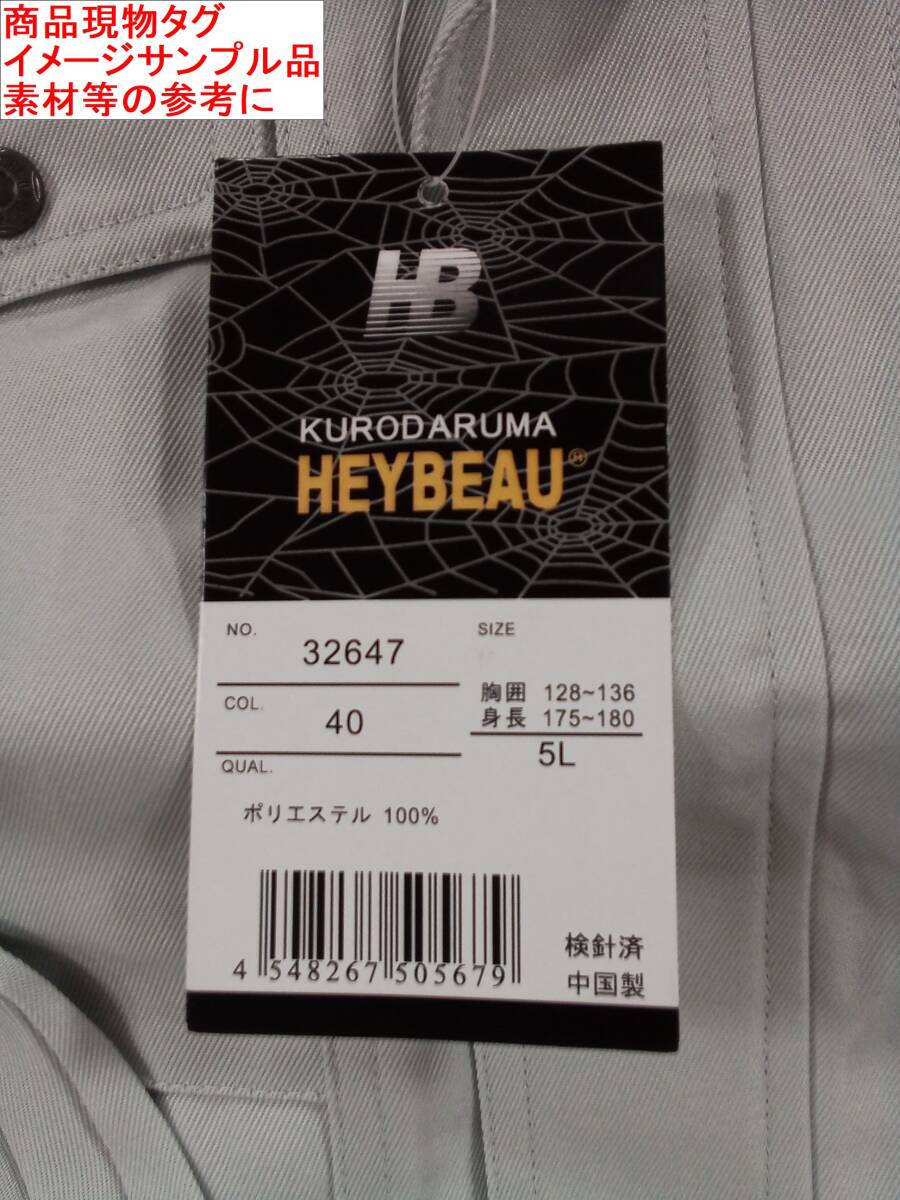 商品現物タグ
イメージサンプル品
素材等の参考に
HB
KURODARUMA
HEYBEAU®
NO.
32647
COL.
40
QUAL.
ポリエステル 100%
SIZE
胸囲 128~136
身長 175~180
5L
4 548267 505679
検針済
中国製